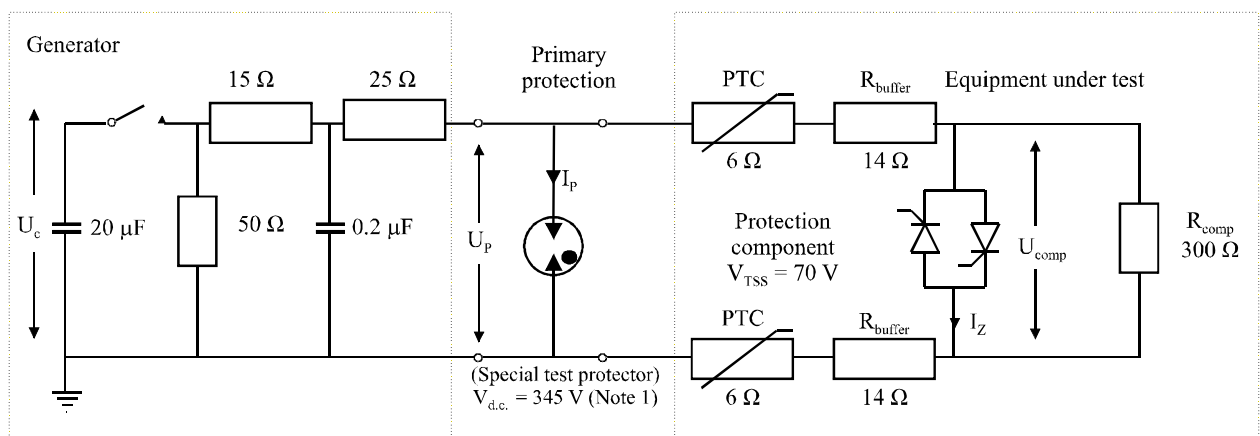 Generator
15 Ω
25 Ω
Primary
protection
PTC
R_buffer
Equipment under test
6 Ω
14 Ω
I_P
U_c
20 μF
50 Ω
0.2 μF
U_P
Protection
component
V_TSS = 70 V
U_comp
R_comp
300 Ω
PTC
R_buffer
I_Z
(Special test protector)
V_d.c. = 345 V (Note 1)
6 Ω
14 Ω